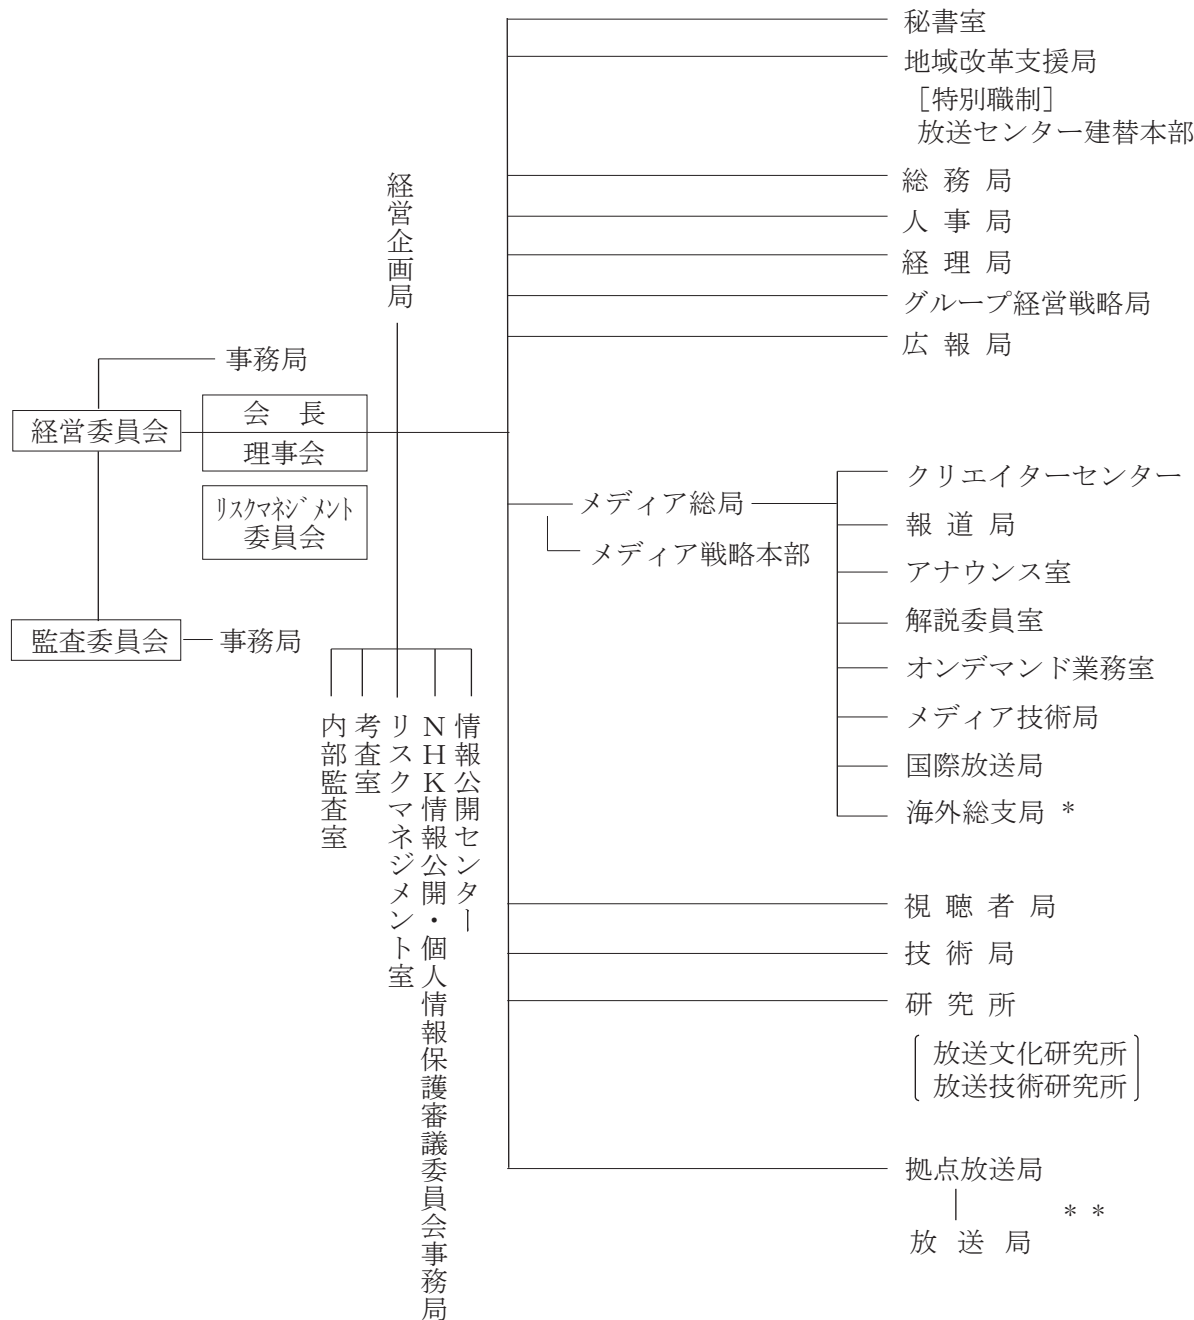 秘書室
地域改革支援局
［特別職制］
放送センター建替本部
総務局
人事局
経理局
グループ経営戦略局
広報局
経営企画局
事務局
経営委員会
会長
理事会
リスクマネジメント
委員会
監査委員会
事務局
メディア総局
メディア戦略本部
クリエイターセンター
報道局
アナウンス室
解説委員室
オンデマンド業務室
メディア技術局
国際放送局
海外総支局 *
情報公開センター
NHK情報公開・個人情報保護審議委員会事務局
リスクマネジメント室
考査室
内部監査室
視聴者局
技術局
研究所
放送文化研究所
放送技術研究所
拠点放送局
* *
放送局